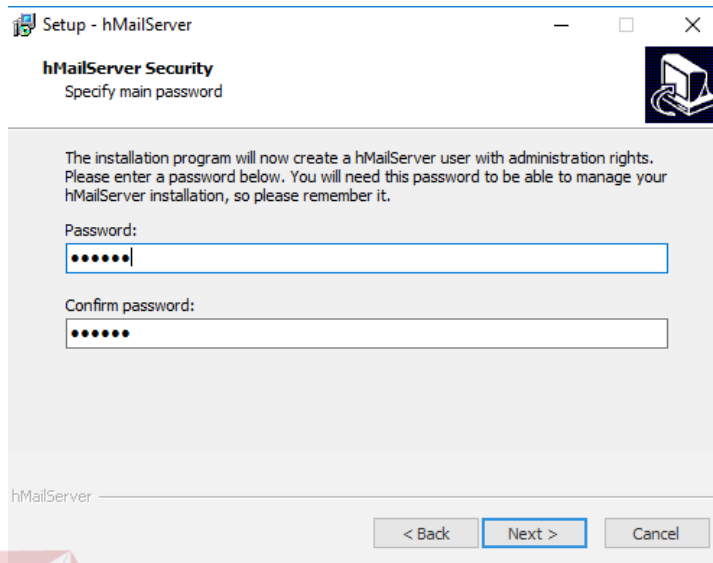 Setup - hMailServer
hMailServer Security
Specify main password
The installation program will now create a hMailServer user with administration rights.
Please enter a password below. You will need this password to be able to manage your
hMailServer installation, so please remember it.
Password:
••••••
Confirm password:
••••••
hMailServer
< Back
Next >
Cancel